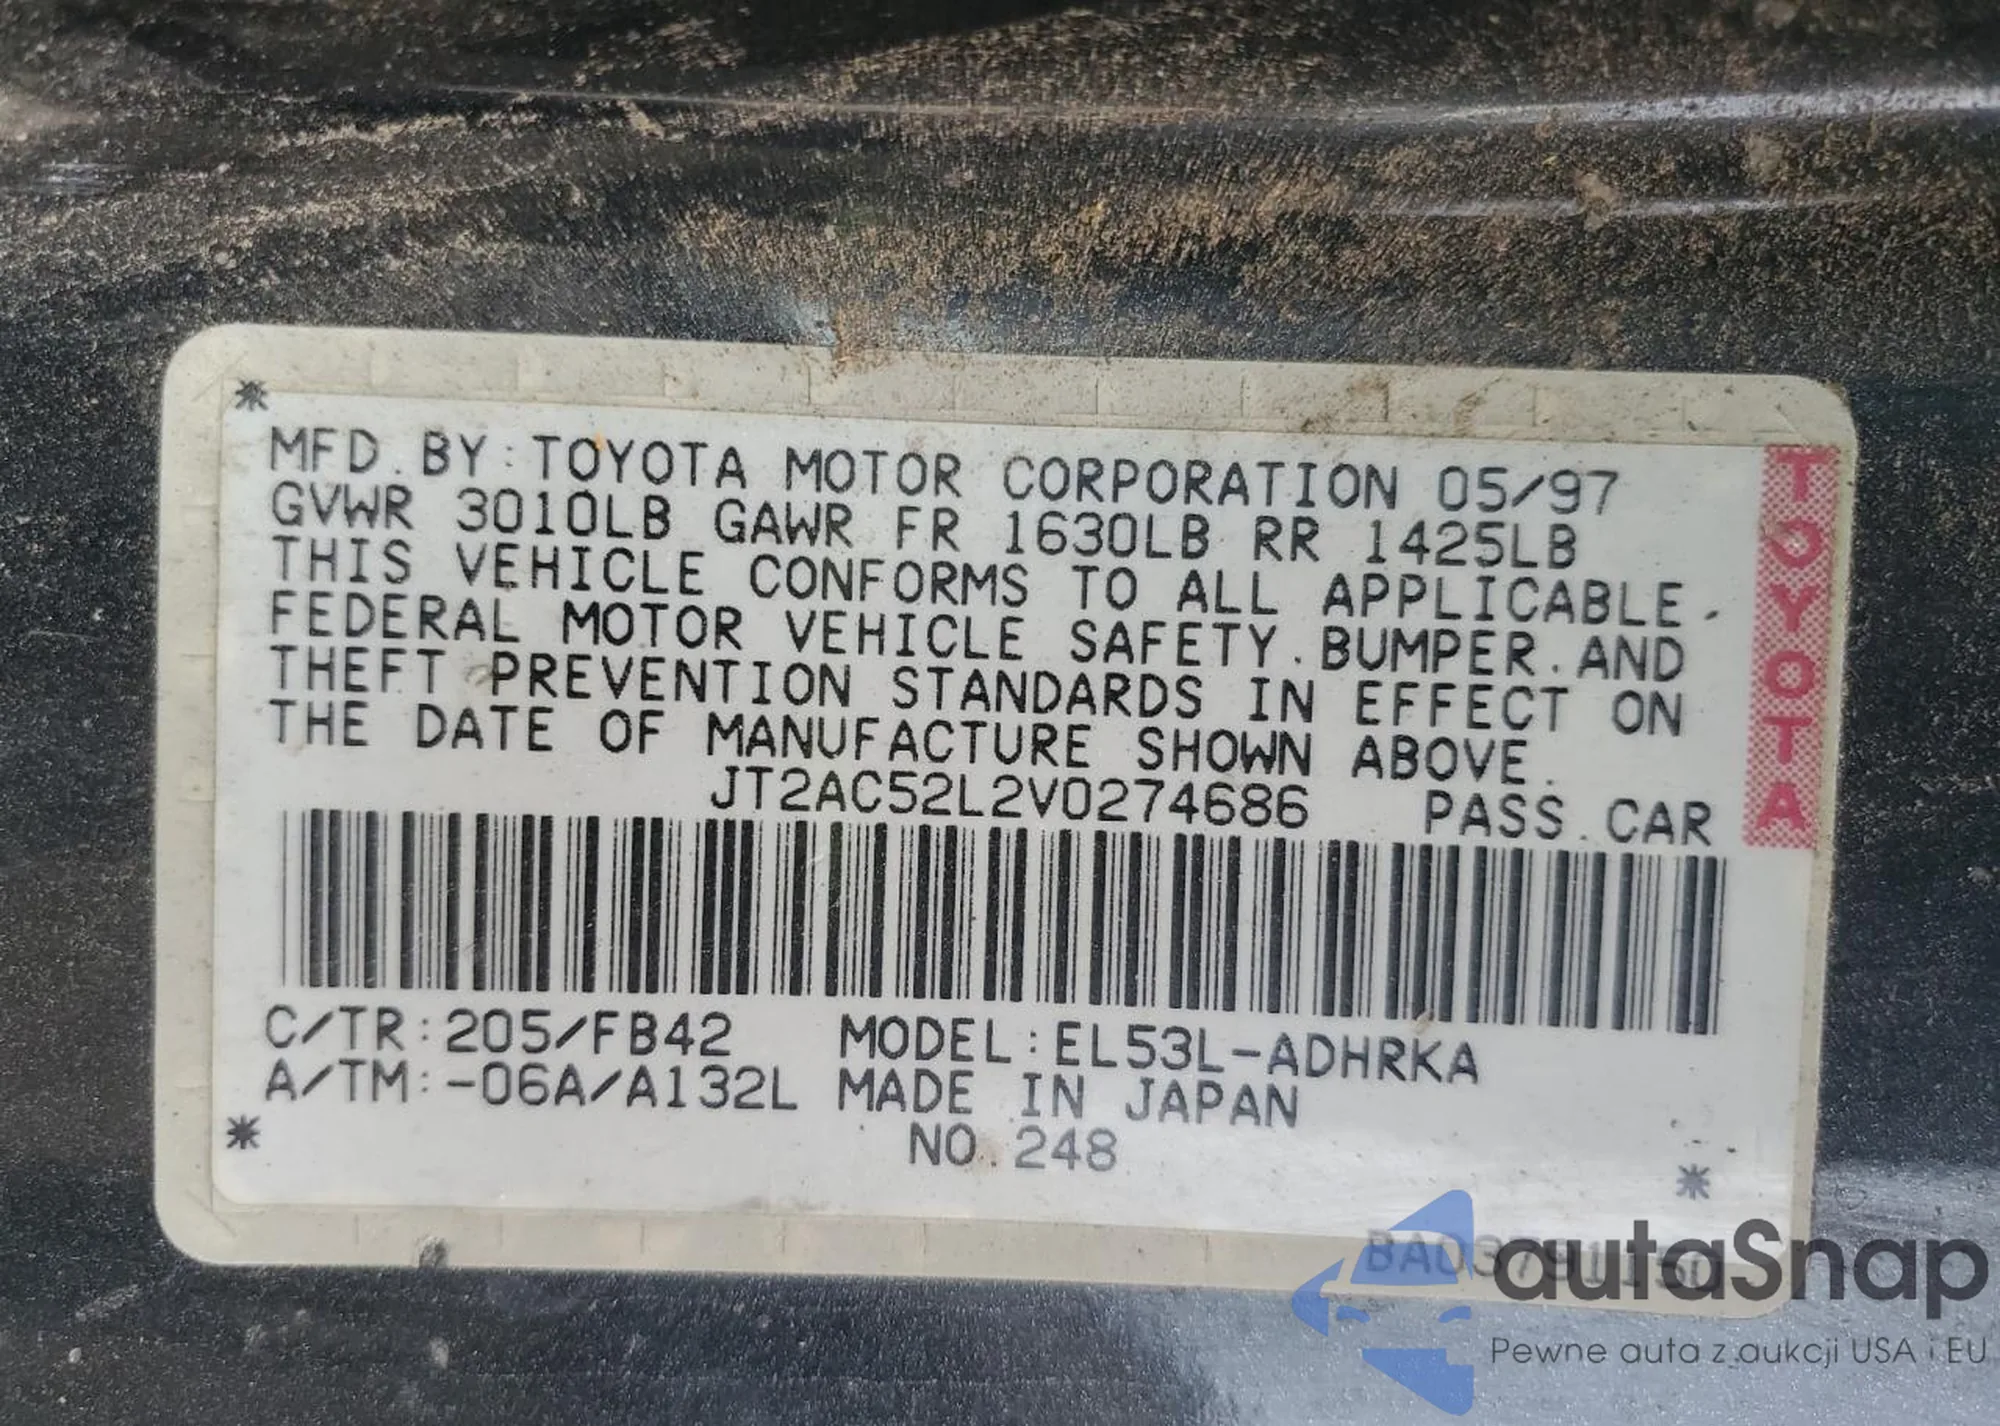 MFD.BY:TOYOTA MOTOR CORPORATION 05/97
GVWR 3010LB GAWR FR 1630LB RR 1425LB
THIS VEHICLE CONFORMS TO ALL APPLICABLE
FEDERAL MOTOR VEHICLE SAFETY.BUMPER.AND
THEFT PREVENTION STANDARDS IN EFFECT ON
THE DATE OF MANUFACTURE SHOWN ABOVE.
JT2AC52L2V0274686 PASS.CAR
TOYOTA
C/TR:205/FB42 MODEL:EL53L-ADHRKA
A/TM:-06A/A132L MADE IN JAPAN
NO.248
autaSnap
Pewne auta z aukcji USA i EU